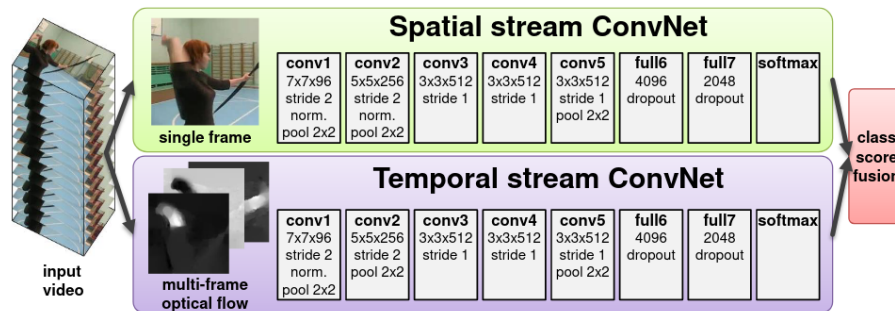 Spatial stream ConvNet
conv1
7x7x96
stride 2
norm.
pool 2x2
conv2
5x5x256
stride 2
norm.
pool 2x2
conv3
3x3x512
stride 1
conv4
3x3x512
stride 1
conv5
3x3x512
stride 1
pool 2x2
full6
4096
dropout
full7
2048
dropout
softmax
single frame
Temporal stream ConvNet
conv1
7x7x96
stride 2
norm.
pool 2x2
conv2
5x5x256
stride 2
pool 2x2
conv3
3x3x512
stride 1
conv4
3x3x512
stride 1
conv5
3x3x512
stride 1
pool 2x2
full6
4096
dropout
full7
2048
dropout
softmax
multi-frame
optical flow
input
video
class
score
fusion